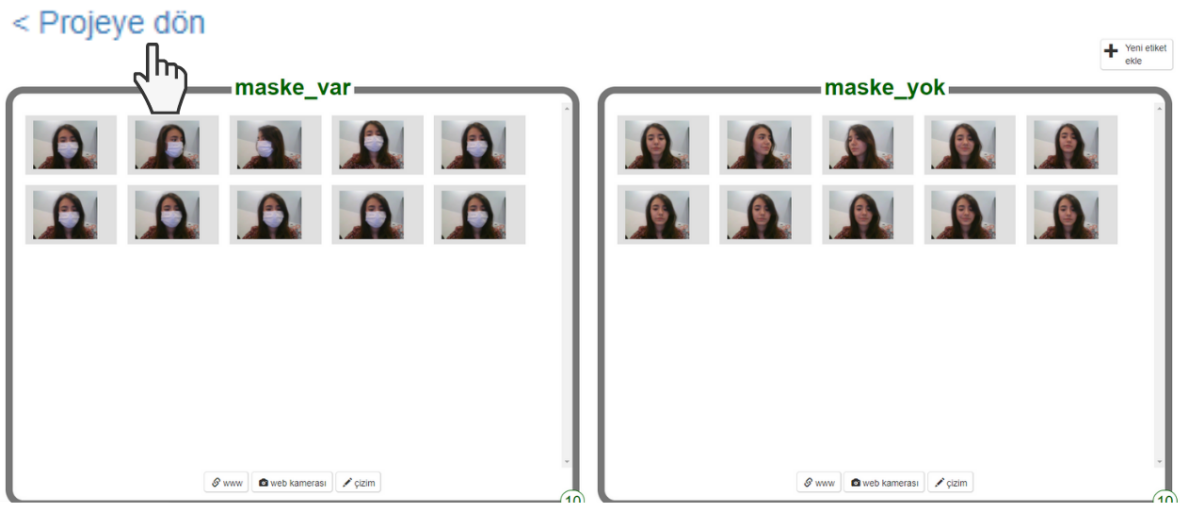 < Projeye dön
Yeni etiket
ekle
maske_var
maske_yok
www
web kamerası
çizim
10
www
web kamerası
çizim
10